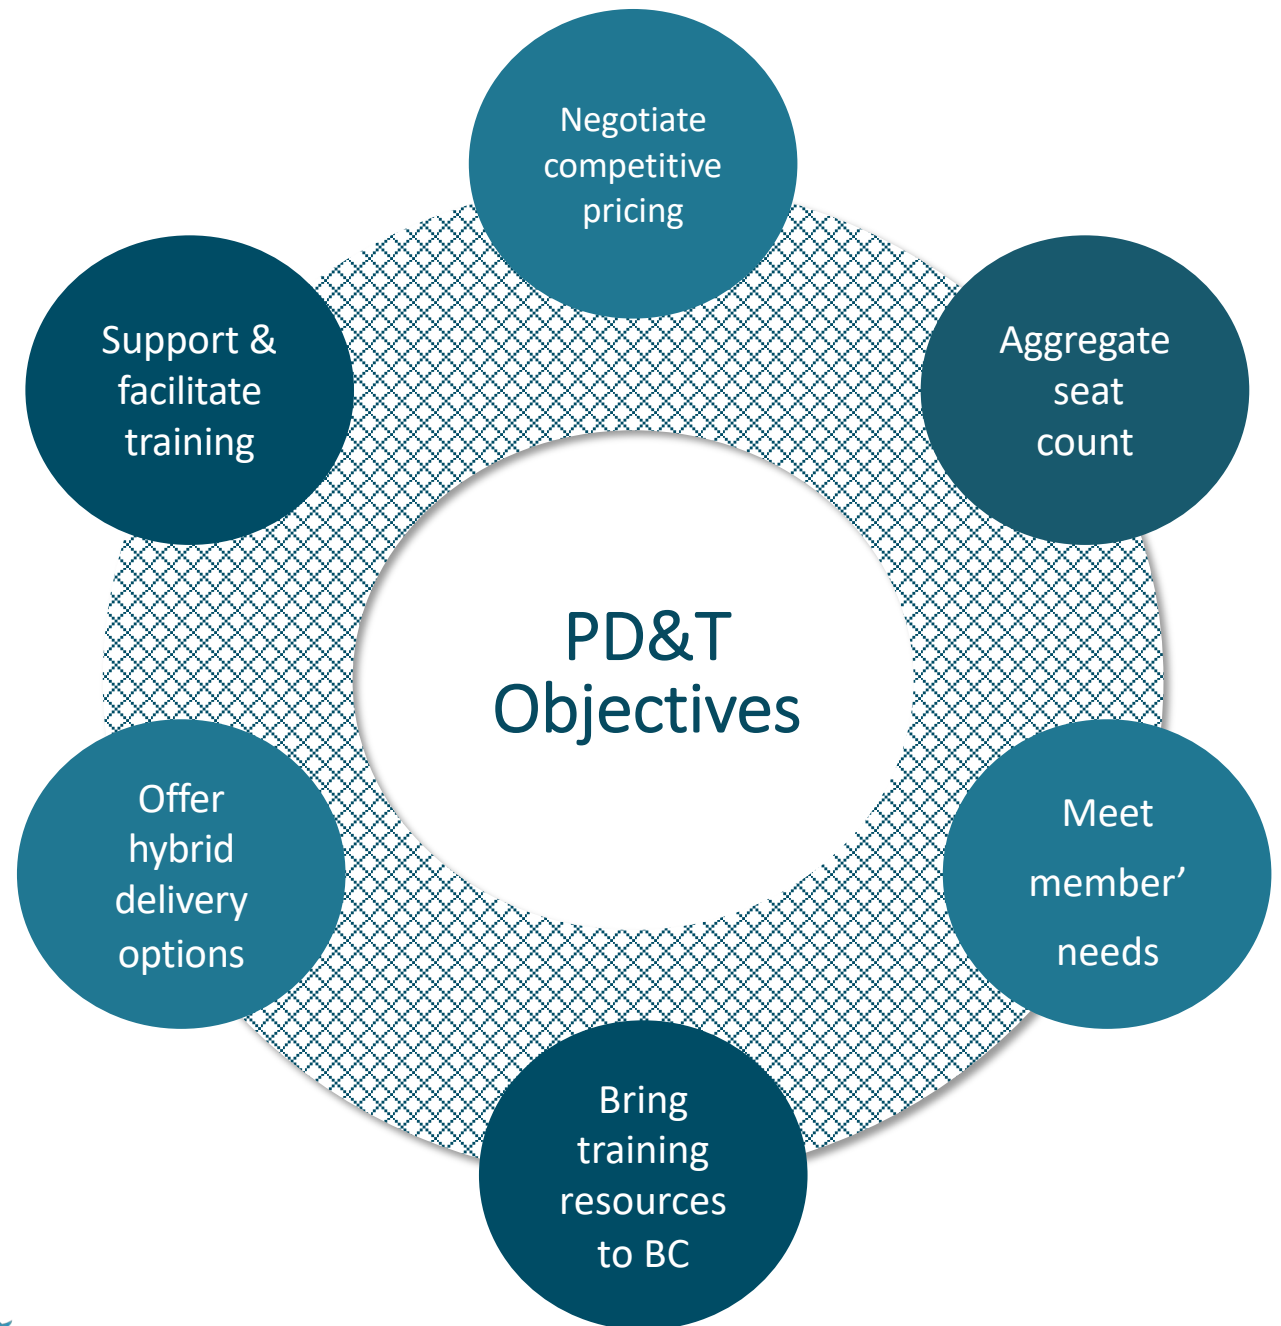 Negotiate
competitive
pricing
Aggregate
seat
count
Meet
member’
needs
Bring
training
resources
to BC
Offer
hybrid
delivery
options
Support &
facilitate
training
PD&T
Objectives